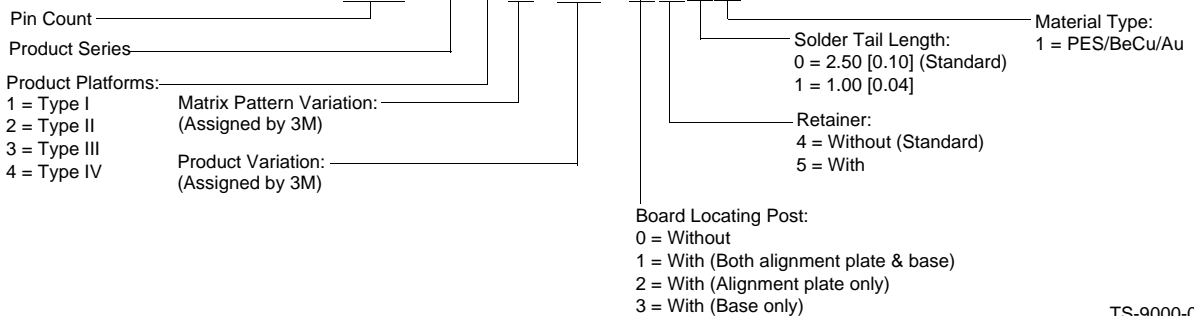 Pin Count
Product Series
Product Platforms:
1 = Type I
2 = Type II
3 = Type III
4 = Type IV
Matrix Pattern Variation:
(Assigned by 3M)
Product Variation:
(Assigned by 3M)
Material Type:
1 = PES/BeCu/Au
Solder Tail Length:
0 = 2.50 [0.10] (Standard)
1 = 1.00 [0.04]
Retainer:
4 = Without (Standard)
5 = With
Board Locating Post:
0 = Without
1 = With (Both alignment plate & base)
2 = With (Alignment plate only)
3 = With (Base only)